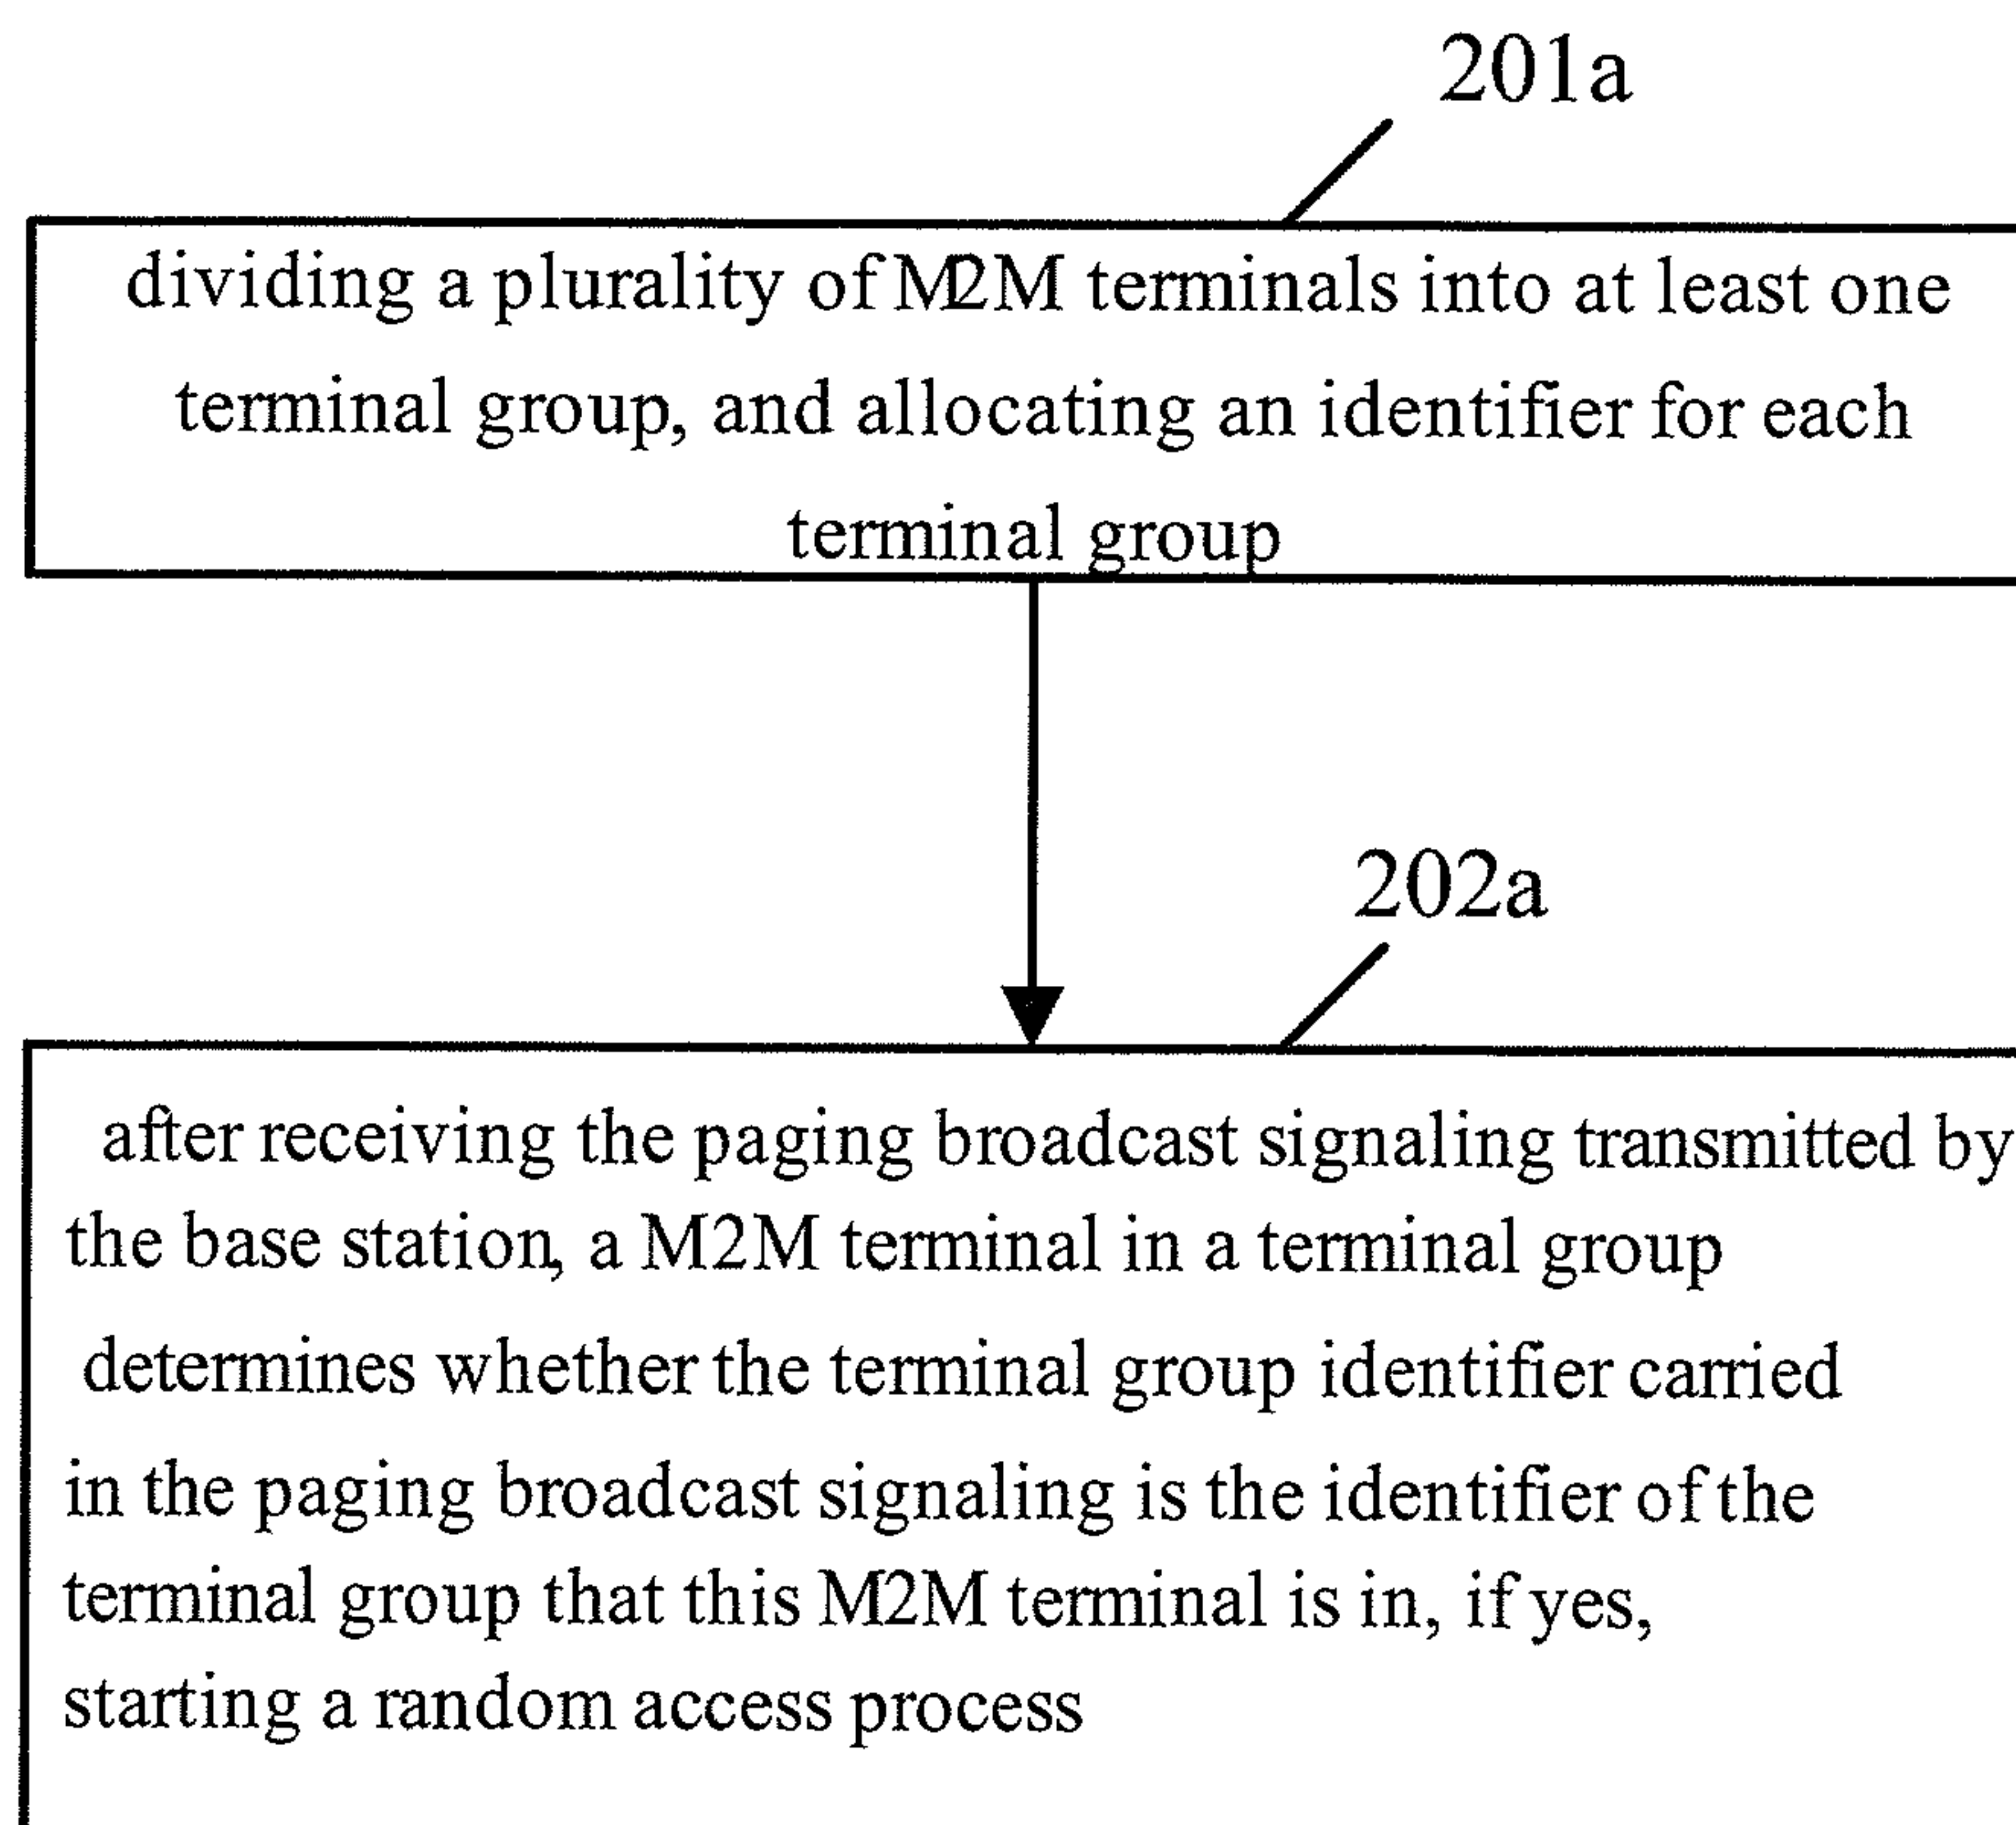 201a
dividing a plurality of M2M terminals into at least one
terminal group, and allocating an identifier for each
terminal group
202a
after receiving the paging broadcast signaling transmitted by
the base station, a M2M terminal in a terminal group
determines whether the terminal group identifier carried
in the paging broadcast signaling is the identifier of the
terminal group that this M2M terminal is in, if yes,
starting a random access process